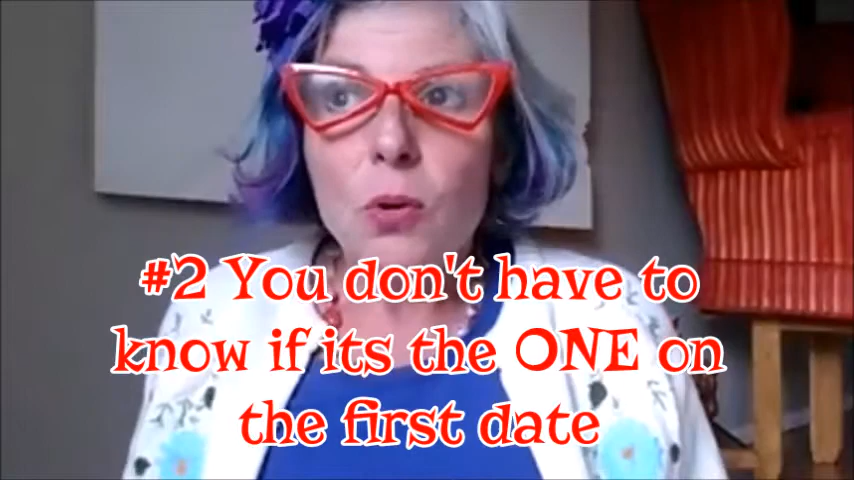 #2 You don't have to
know if its the ONE on
the first date